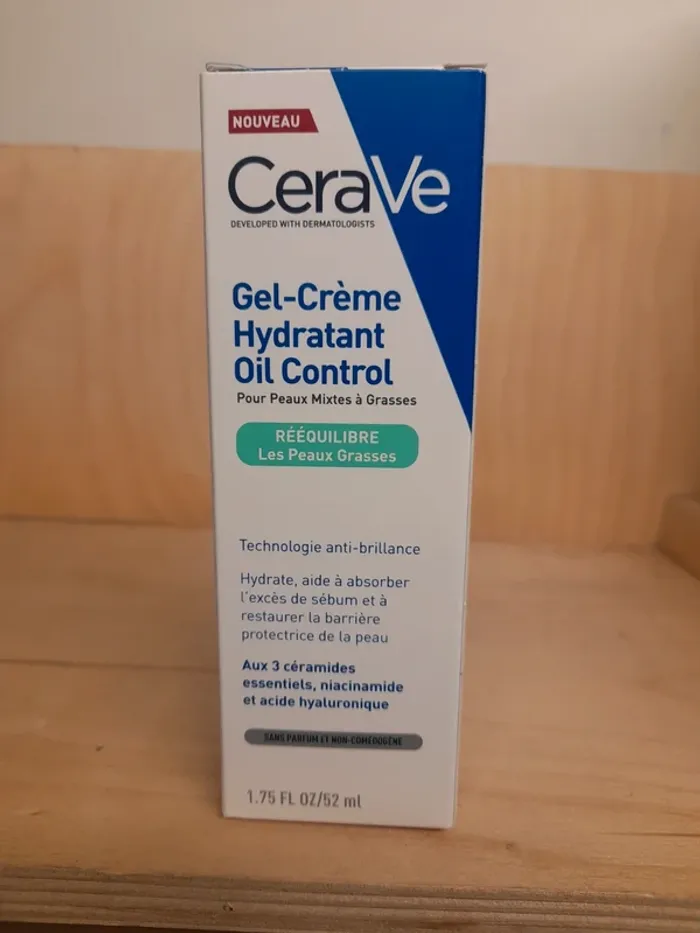 NOUVEAU
CeraVe
DEVELOPED WITH DERMATOLOGISTS
Gel-Crème
Hydratant
Oil Control
Pour Peaux Mixtes à Grasses
RÉÉQUILIBRE
Les Peaux Grasses
Technologie anti-brillance
Hydrate, aide à absorber
l'excès de sébum et à
restaurer la barrière
protectrice de la peau
Aux 3 céramides
essentiels, niacinamide
et acide hyaluronique
SANS PARFUM ET NON-COMÉDOGÈNE
1.75 FL OZ/52 ml